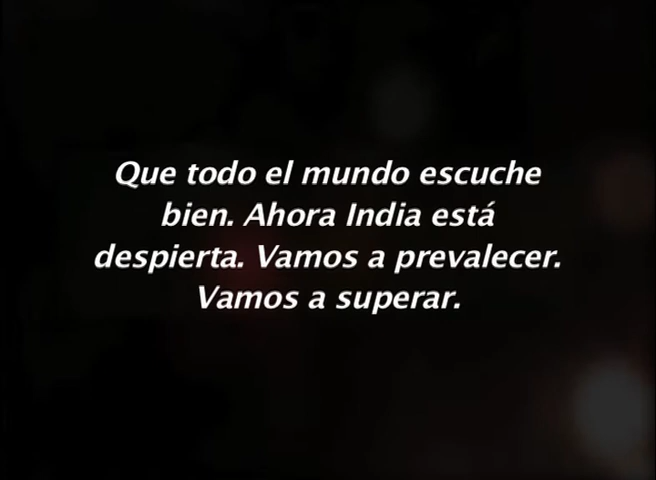 Que todo el mundo escuche
bien. Ahora India está
despierta. Vamos a prevalecer.
Vamos a superar.